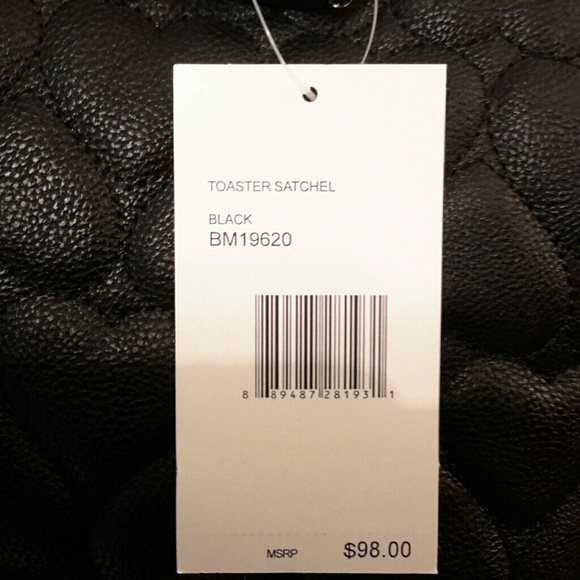 TOASTER SATCHEL
BLACK
BM19620
8 89487 28193 1
MSRP $98.00